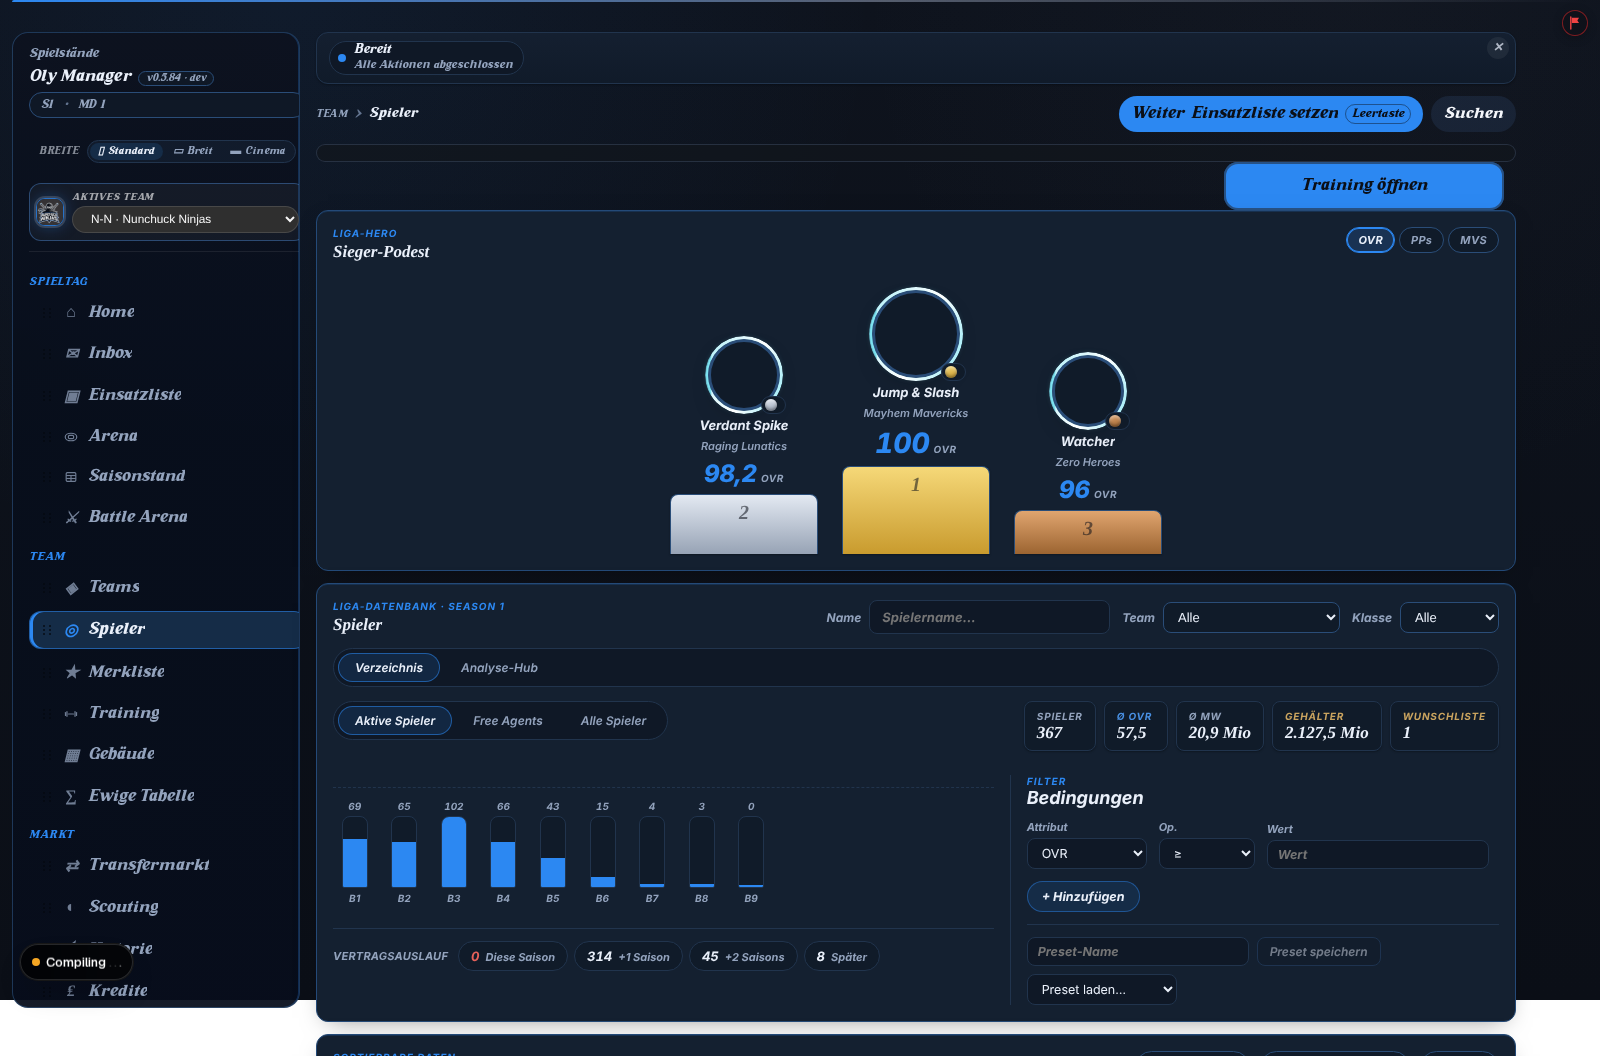 Spielstände
Oly Manager v0.5.84 · dev
S1 · MD 1
BREITE Standard Breit Cinema
AKTIVES TEAM
N-N · Nunchuck Ninjas
SPIELTAG
Home
Inbox
Einsatzliste
Arena
Saisonstand
Battle Arena
TEAM
Teams
Spieler
Merkliste
Training
Gebäude
Ewige Tabelle
MARKT
Transfermarkt
Scouting
Compiling ...
Kredite
Bereit
Alle Aktionen abgeschlossen
TEAM › Spieler
Weiter Einsatzliste setzen Leertaste
Suchen
Training öffnen
LIGA-HERO
Sieger-Podest
OVR PPs MVS
Verdant Spike
Raging Lunatics
98,2 OVR
2
Jump & Slash
Mayhem Mavericks
100 OVR
1
Watcher
Zero Heroes
96 OVR
3
LIGA-DATENBANK · SEASON 1
Spieler
Name Spielername...
Team Alle
Klasse Alle
Verzeichnis Analyse-Hub
Aktive Spieler Free Agents Alle Spieler
SPIELER
367
Ø OVR
57,5
Ø MW
20,9 Mio
GEHÄLTER
2.127,5 Mio
WUNSCHLISTE
1
69 65 102 66 43 15 4 3 0
B1 B2 B3 B4 B5 B6 B7 B8 B9
VERTRAGSAUSLAUF 0 Diese Saison 314 +1 Saison 45 +2 Saisons 8 Später
FILTER
Bedingungen
Attribut Op. Wert
OVR ≥ Wert
+ Hinzufügen
Preset-Name Preset speichern
Preset laden...